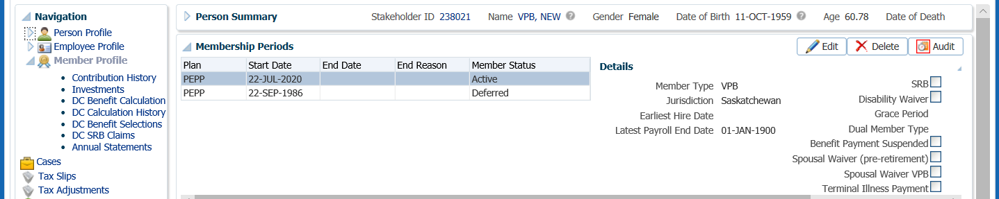 Navigation
Person Profile
Employee Profile
Member Profile
Contribution History
Investments
DC Benefit Calculation
DC Calculation History
DC Benefit Selections
DC SRB Claims
Annual Statements
Cases
Tax Slips
Tax Adjustments
Person Summary Stakeholder ID 238021 Name VPB, NEW Gender Female Date of Birth 11-OCT-1959 Age 60.78 Date of Death
Membership Periods Edit Delete Audit
Plan Start Date End Date End Reason Member Status
PEPP 22-JUL-2020 Active
PEPP 22-SEP-1986 Deferred
Details
Member Type VPB
Jurisdiction Saskatchewan
Earliest Hire Date
Latest Payroll End Date 01-JAN-1900
SRB
Disability Waiver
Grace Period
Dual Member Type
Benefit Payment Suspended
Spousal Waiver (pre-retirement)
Spousal Waiver VPB
Terminal Illness Payment